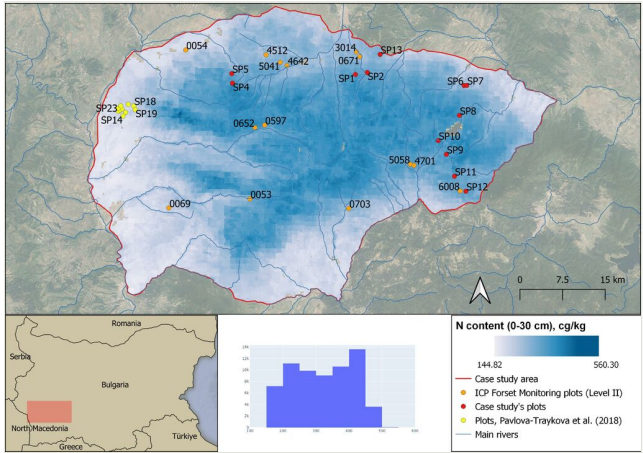 0054
4512
3014
SP13
5041
4642
0671
SP5
SP1
SP2
SP6
SP7
SP4
SP18
SP23
SP19
SP14
SP8
0652
0597
SP10
SP9
5058
4701
SP11
6008
SP12
0069
0053
0703
0
7.5
15 km
Romania
Serbia
Bulgaria
North Macedonia
Greece
Türkiye
N content (0-30 cm), cg/kg
144.82
560.30
Case study area
ICP Forset Monitoring plots (Level II)
Case study's plots
Plots, Pavlova-Traykova et al. (2018)
Main rivers